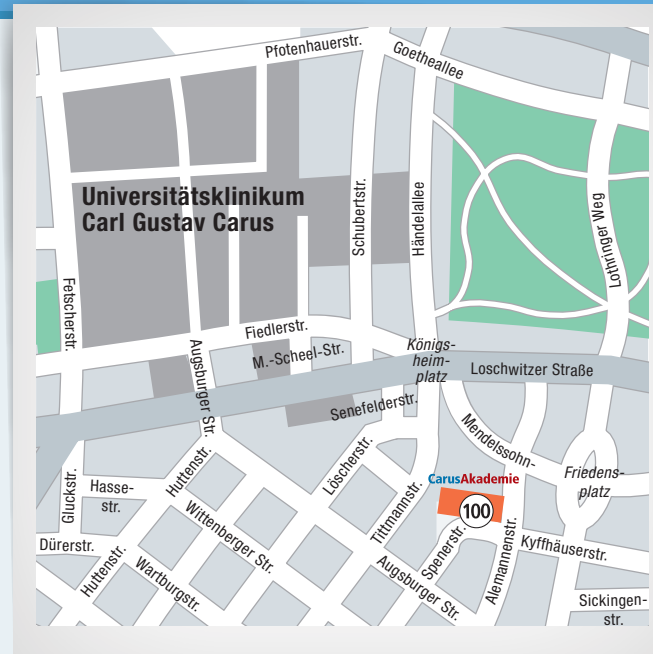 Pfotenhauerstr.
Goetheallee
Universitätsklinikum
Carl Gustav Carus
Schubertstr.
Händelallee
Lothringer Weg
Fetscherstr.
Fiedlerstr.
M.-Scheel-Str.
Augsburger Str.
Königs-
heim-
platz
Loschwitzer Straße
Senefelderstr.
Mendelssohn-
Löscherstr.
Huttenstr.
CarusAkademie
100
Friedens-
platz
Gluckstr.
Hasse-
str.
Tittmannstr.
Wittenberger Str.
Spenerstr.
Alemannenstr.
Kyffhäuserstr.
Dürerstr.
Huttenstr.
Wartburgstr.
Augsburger Str.
Sickingen-
str.